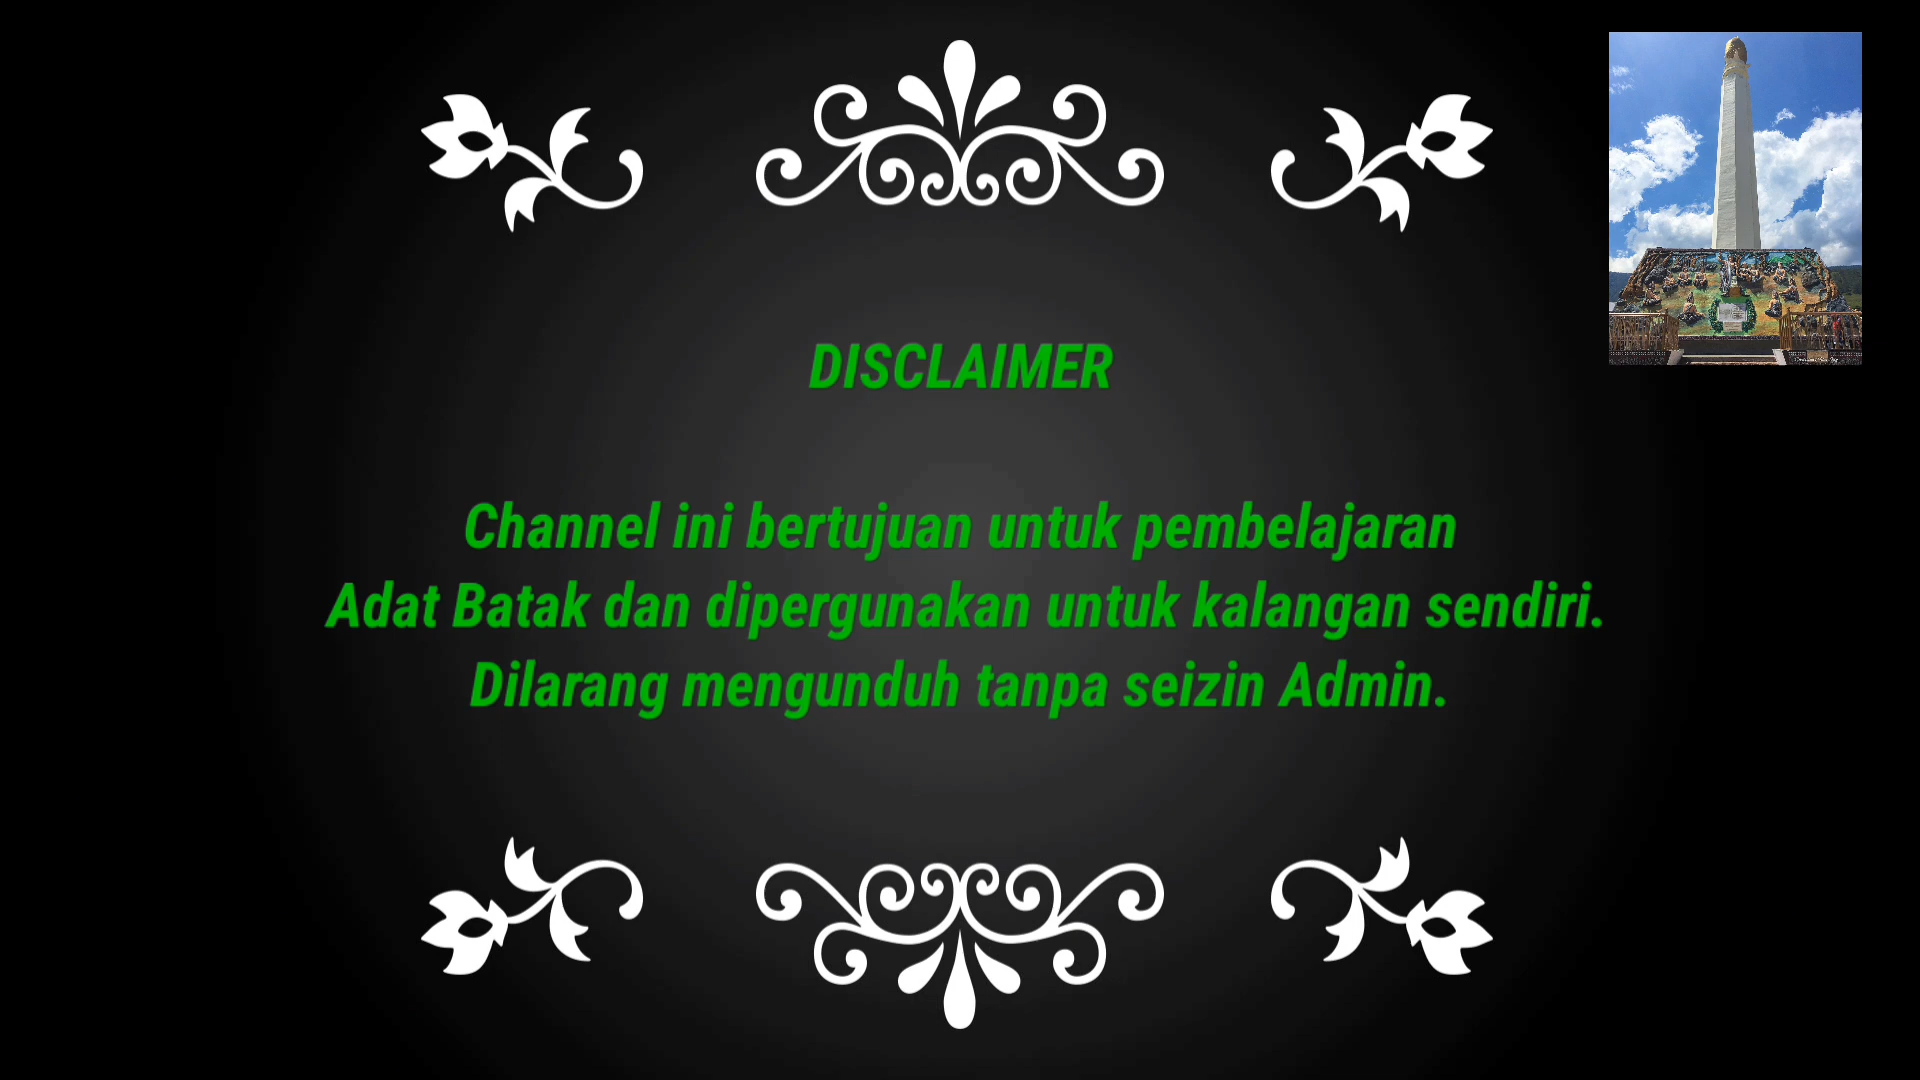 DISCLAIMER
Channel ini bertujuan untuk pembelajaran
Adat Batak dan dipergunakan untuk kalangan sendiri.
Dilarang mengunduh tanpa seizin Admin.